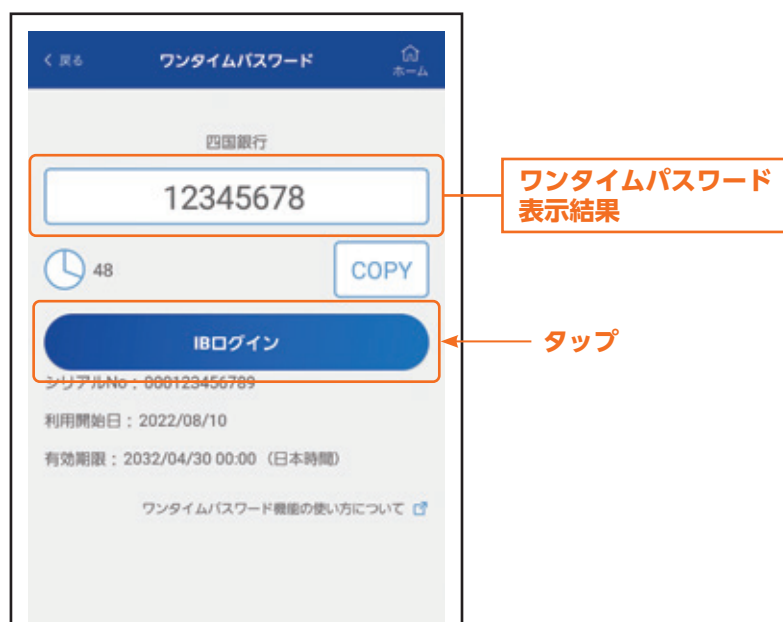 戻る
ワンタイムパスワード
ホーム
四国銀行
12345678
ワンタイムパスワード
表示結果
48
COPY
IBログイン
タップ
シリアルNo：000123456789
利用開始日：2022/08/10
有効期限：2032/04/30 00:00（日本時間）
ワンタイムパスワード機能の使い方について